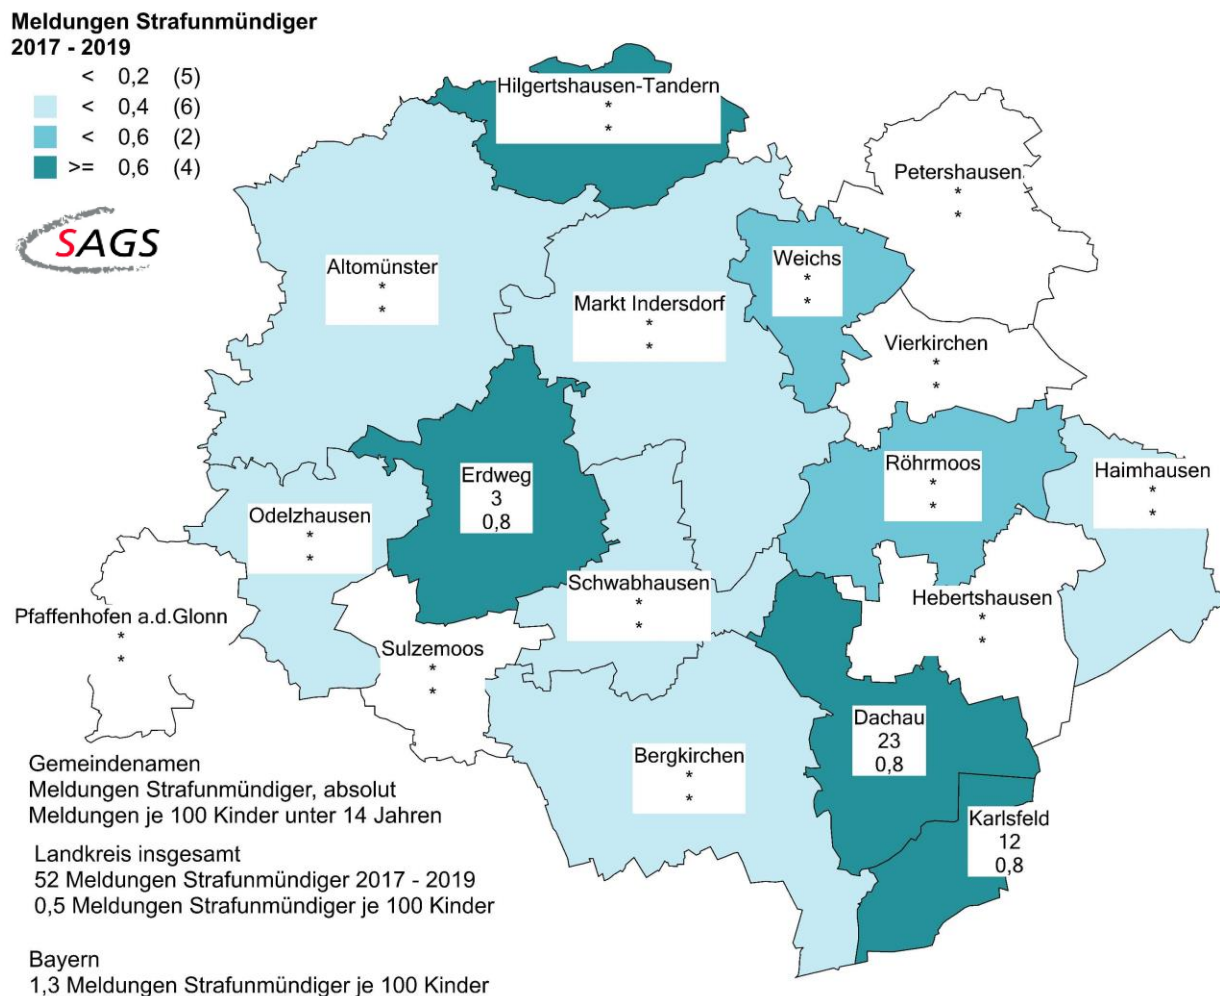 Meldungen Strafunmündiger
2017 - 2019
< 0,2 (5)
< 0,4 (6)
< 0,6 (2)
>= 0,6 (4)
SAGS
Hilgertshausen-Tandern
*
*
Petershausen
*
*
Altomünster
*
*
Weichs
*
*
Markt Indersdorf
*
*
Vierkirchen
*
*
Erdweg
3
0,8
Röhrmoos
*
*
Haimhausen
*
*
Odelzhausen
*
*
Schwabhausen
*
*
Hebertshausen
*
*
Pfaffenhofen a.d.Glonn
*
*
Sulzemoos
*
*
Dachau
23
0,8
Bergkirchen
*
*
Karlsfeld
12
0,8
Gemeindenamen
Meldungen Strafunmündiger, absolut
Meldungen je 100 Kinder unter 14 Jahren
Landkreis insgesamt
52 Meldungen Strafunmündiger 2017 - 2019
0,5 Meldungen Strafunmündiger je 100 Kinder
Bayern
1,3 Meldungen Strafunmündiger je 100 Kinder